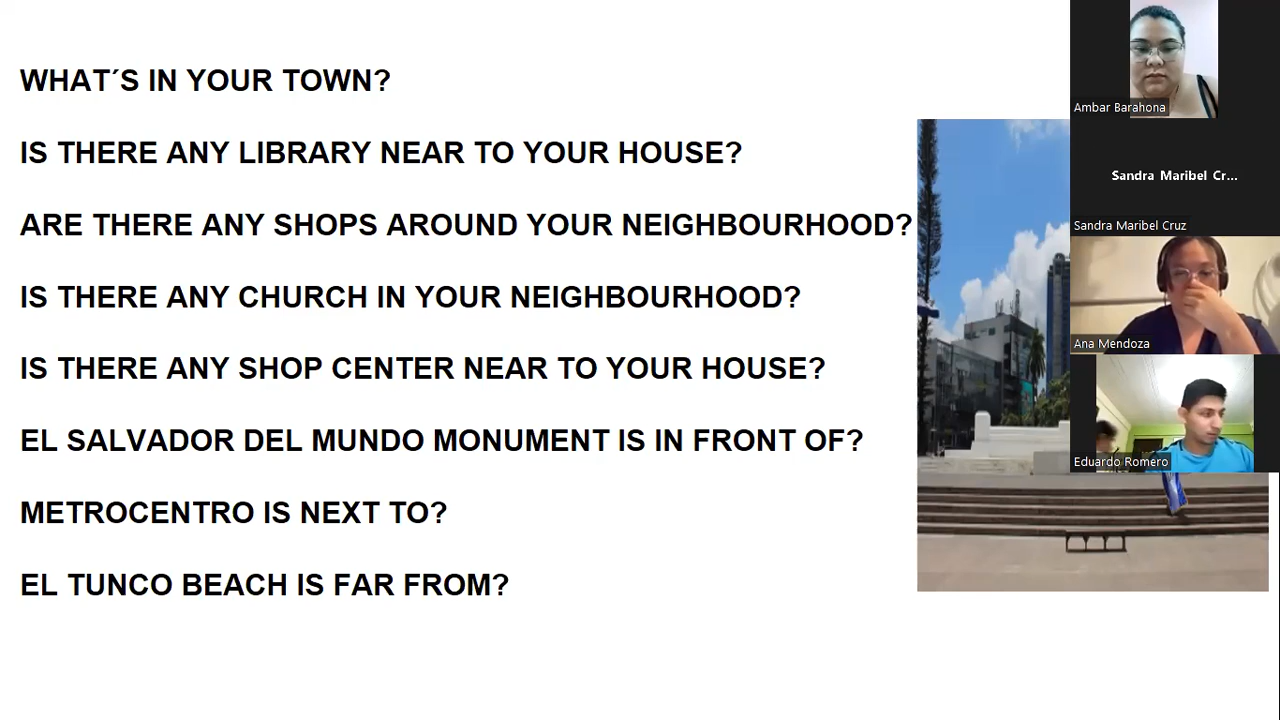 WHAT´S IN YOUR TOWN?
IS THERE ANY LIBRARY NEAR TO YOUR HOUSE?
ARE THERE ANY SHOPS AROUND YOUR NEIGHBOURHOOD?
IS THERE ANY CHURCH IN YOUR NEIGHBOURHOOD?
IS THERE ANY SHOP CENTER NEAR TO YOUR HOUSE?
EL SALVADOR DEL MUNDO MONUMENT IS IN FRONT OF?
METROCENTRO IS NEXT TO?
EL TUNCO BEACH IS FAR FROM?
Ambar Barahona
Sandra Maribel Cr...
Sandra Maribel Cruz
Ana Mendoza
Eduardo Romero